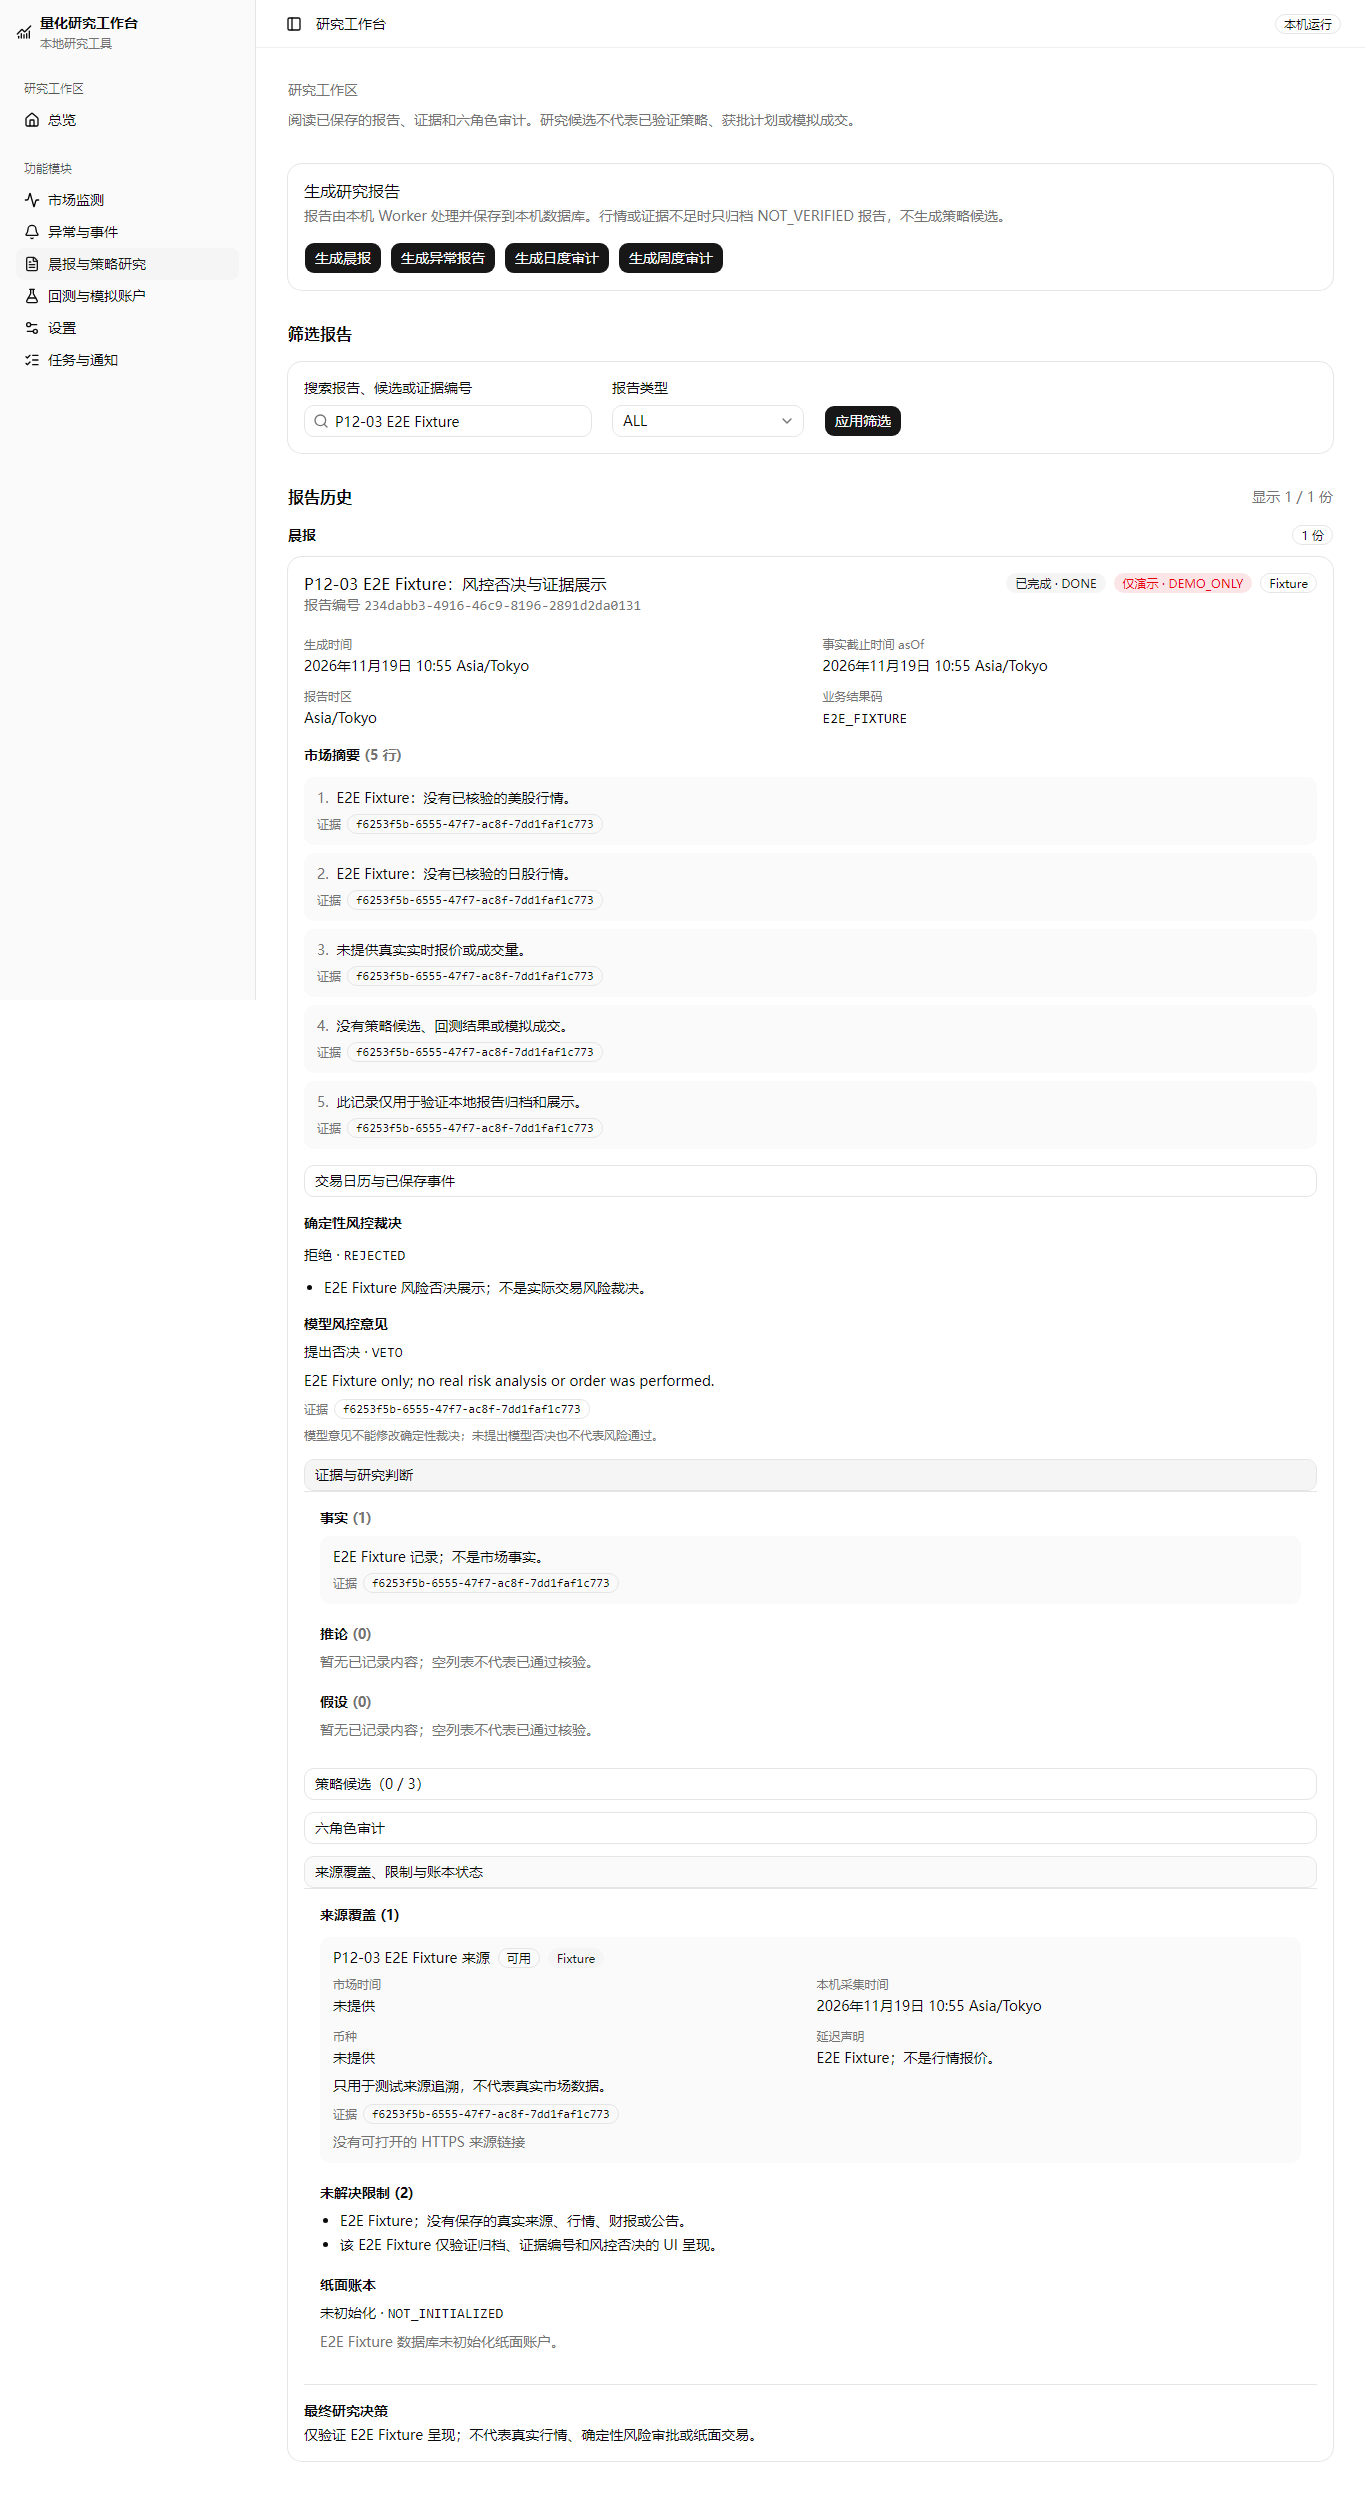 量化研究工作台
本地研究工具
研究工作区
总览
功能模块
市场监测
异常与事件
晨报与策略研究
回测与模拟账户
设置
任务与通知
研究工作台
本机运行
研究工作区
阅读已保存的报告、证据和六角色审计。研究候选不代表已验证策略、获批计划或模拟成交。
生成研究报告
报告由本机 Worker 处理并保存到本机数据库。行情或证据不足时只归档 NOT_VERIFIED 报告，不生成策略候选。
生成晨报 生成异常报告 生成日度审计 生成周度审计
筛选报告
搜索报告、候选或证据编号 报告类型
P12-03 E2E Fixture ALL 应用筛选
报告历史 显示 1 / 1 份
晨报 1 份
P12-03 E2E Fixture：风控否决与证据展示 已完成 · DONE 仅演示 · DEMO_ONLY Fixture
报告编号 234dabb3-4916-46c9-8196-2891d2da0131
生成时间 事实截止时间 asOf
2026年11月19日 10:55 Asia/Tokyo 2026年11月19日 10:55 Asia/Tokyo
报告时区 业务结果码
Asia/Tokyo E2E_FIXTURE
市场摘要 (5 行)
1. E2E Fixture：没有已核验的美股行情。
证据 f6253f5b-6555-47f7-ac8f-7dd1faf1c773
2. E2E Fixture：没有已核验的日股行情。
证据 f6253f5b-6555-47f7-ac8f-7dd1faf1c773
3. 未提供真实实时报价或成交量。
证据 f6253f5b-6555-47f7-ac8f-7dd1faf1c773
4. 没有策略候选、回测结果或模拟成交。
证据 f6253f5b-6555-47f7-ac8f-7dd1faf1c773
5. 此记录仅用于验证本地报告归档和展示。
证据 f6253f5b-6555-47f7-ac8f-7dd1faf1c773
交易日历与已保存事件
确定性风控裁决
拒绝 · REJECTED
• E2E Fixture 风险否决展示；不是实际交易风险裁决。
模型风控意见
提出否决 · VETO
E2E Fixture only; no real risk analysis or order was performed.
证据 f6253f5b-6555-47f7-ac8f-7dd1faf1c773
模型意见不能修改确定性裁决；未提出模型否决也不代表风险通过。
证据与研究判断
事实 (1)
E2E Fixture 记录；不是市场事实。
证据 f6253f5b-6555-47f7-ac8f-7dd1faf1c773
推论 (0)
暂无已记录内容；空列表不代表已通过核验。
假设 (0)
暂无已记录内容；空列表不代表已通过核验。
策略候选（0 / 3）
六角色审计
来源覆盖、限制与账本状态
来源覆盖 (1)
P12-03 E2E Fixture 来源 可用 Fixture
市场时间 本机采集时间
未提供 2026年11月19日 10:55 Asia/Tokyo
币种 延迟声明
未提供 E2E Fixture；不是行情报价。
只用于测试来源追溯，不代表真实市场数据。
证据 f6253f5b-6555-47f7-ac8f-7dd1faf1c773
没有可打开的 HTTPS 来源链接
未解决限制 (2)
• E2E Fixture；没有保存的真实来源、行情、财报或公告。
• 该 E2E Fixture 仅验证归档、证据编号和风控否决的 UI 呈现。
纸面账本
未初始化 · NOT_INITIALIZED
E2E Fixture 数据库未初始化纸面账户。
最终研究决策
仅验证 E2E Fixture 呈现；不代表真实行情、确定性风险审批或纸面交易。